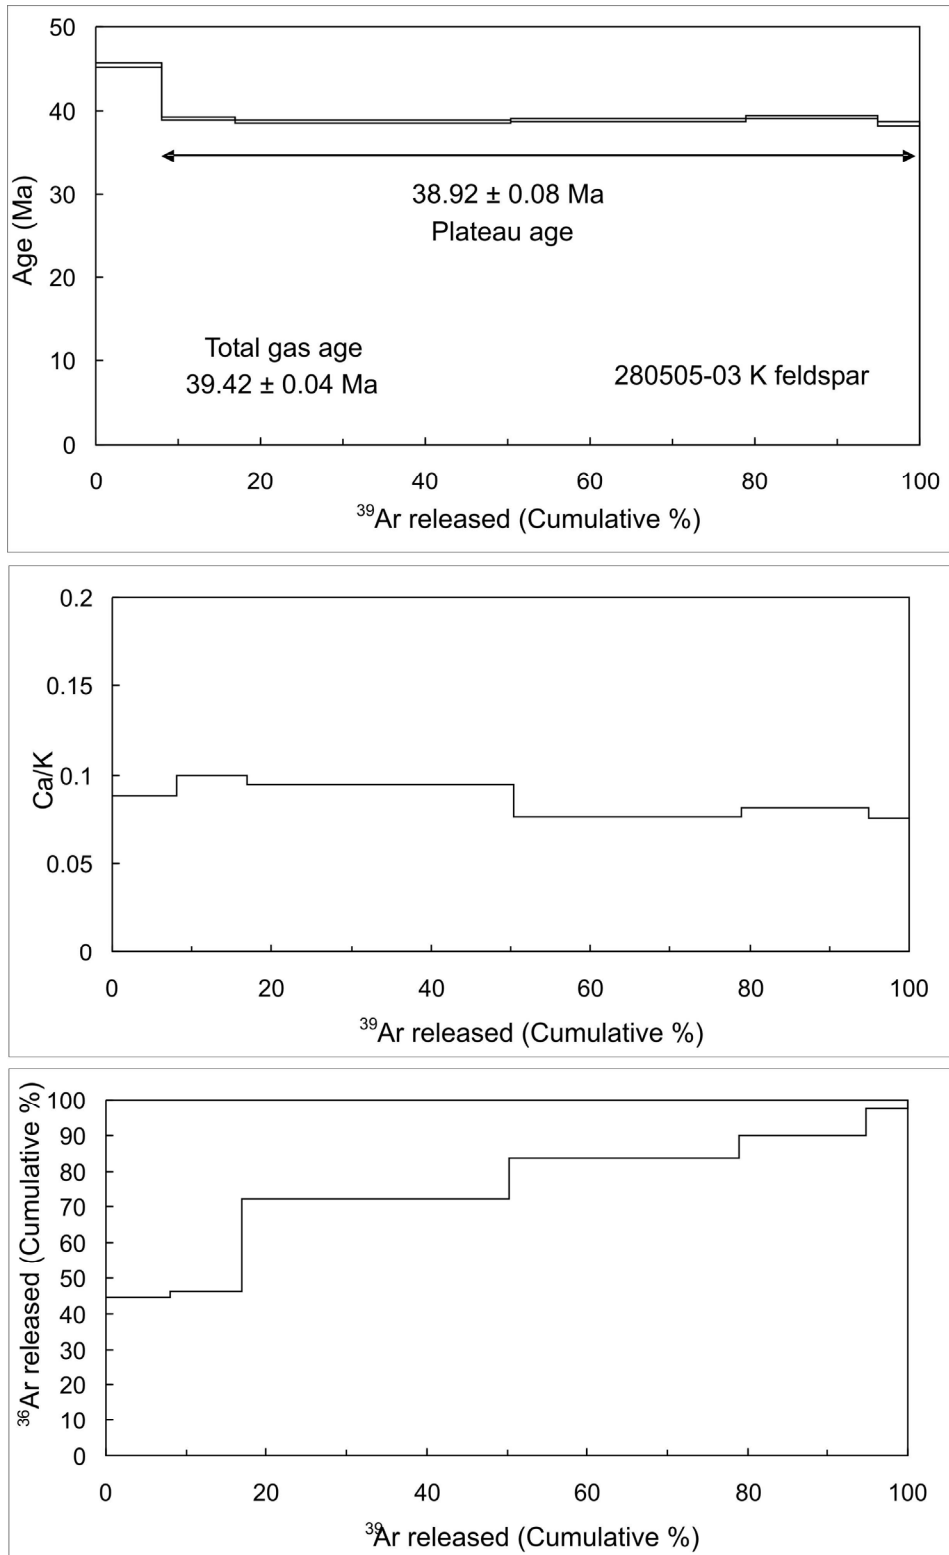 50
40
30
20
10
0
Age (Ma)
38.92 ± 0.08 Ma
Plateau age
Total gas age
39.42 ± 0.04 Ma
280505-03 K feldspar
0 20 40 60 80 100
³⁹Ar released (Cumulative %)
0.2
0.15
0.1
0.05
0
Ca/K
0 20 40 60 80 100
³⁹Ar released (Cumulative %)
100
90
80
70
60
50
40
30
20
10
0
³⁶Ar released (Cumulative %)
0 20 40 60 80 100
³⁹Ar released (Cumulative %)